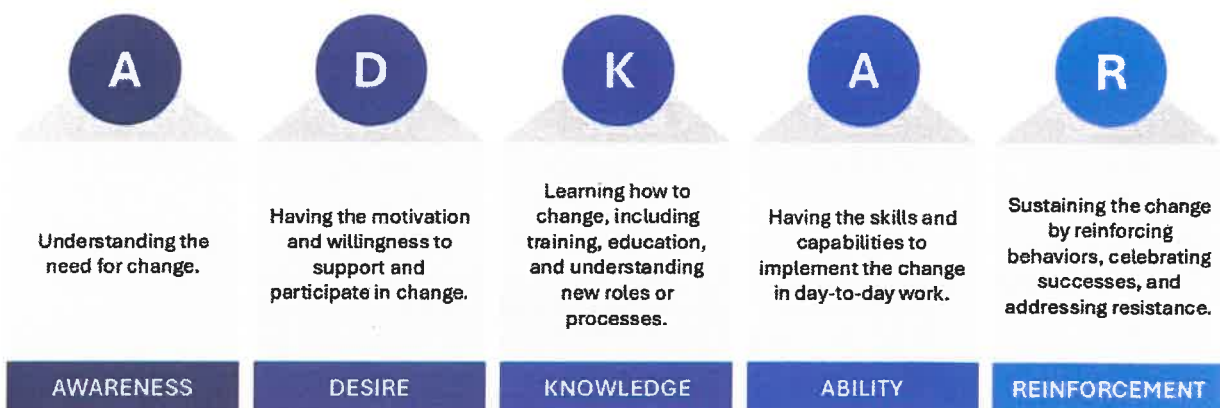 A
Understanding the
need for change.
AWARENESS
D
Having the motivation
and willingness to
support and
participate in change.
DESIRE
K
Learning how to
change, including
training, education,
and understanding
new roles or
processes.
KNOWLEDGE
A
Having the skills and
capabilities to
implement the change
in day-to-day work.
ABILITY
R
Sustaining the change
by reinforcing
behaviors, celebrating
successes, and
addressing resistance.
REINFORCEMENT